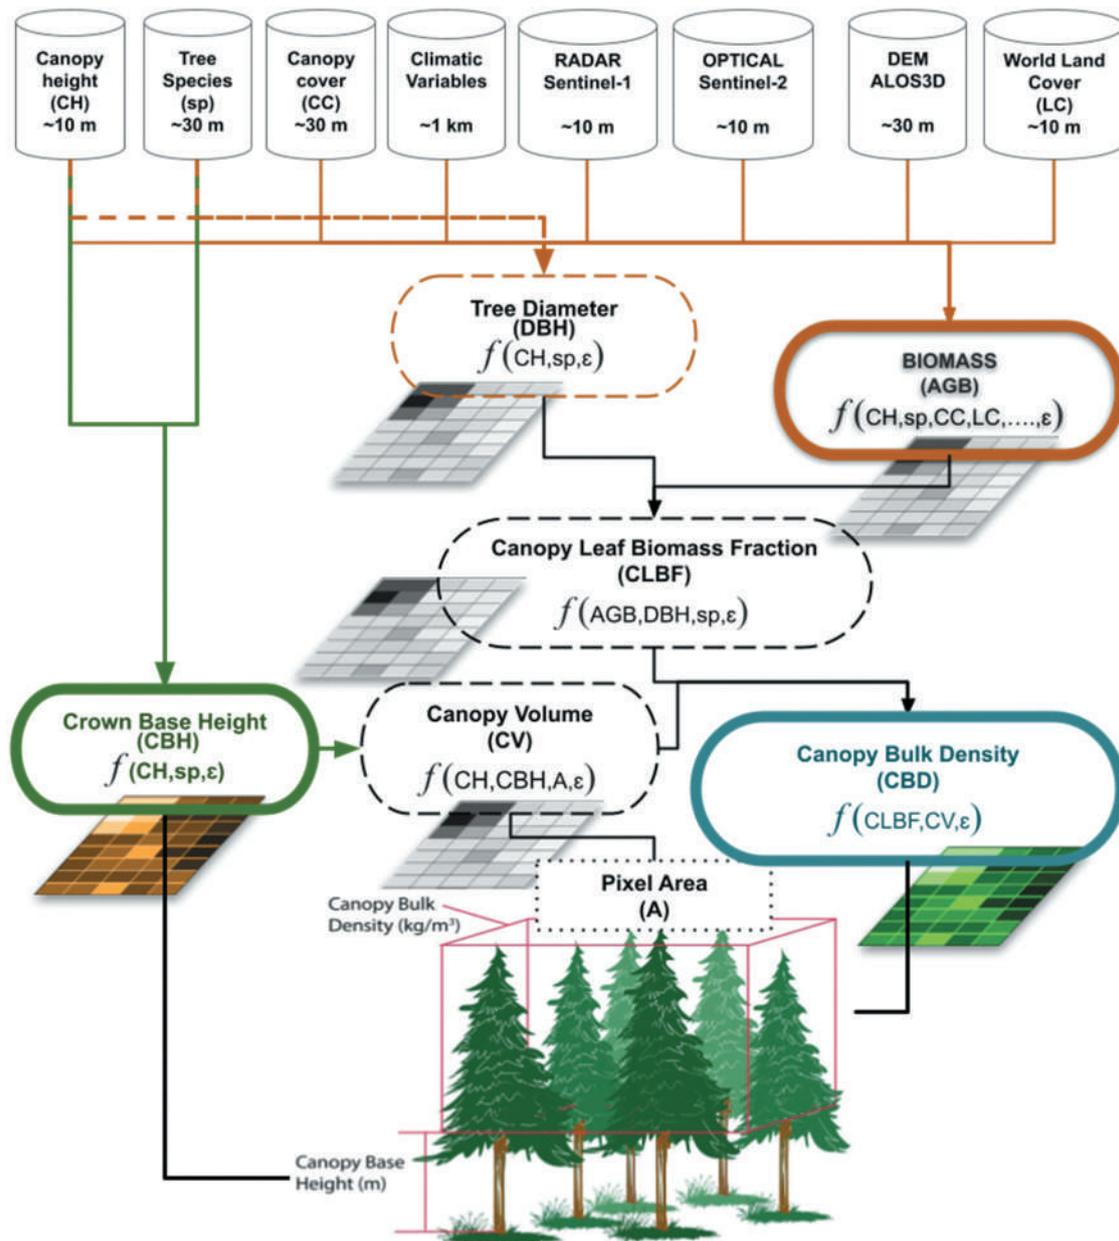 Canopy
height
(CH)
~10 m
Tree
Species
(sp)
~30 m
Canopy
cover
(CC)
~30 m
Climatic
Variables
~1 km
RADAR
Sentinel-1
~10 m
OPTICAL
Sentinel-2
~10 m
DEM
ALOS3D
~30 m
World Land
Cover
(LC)
~10 m
Tree Diameter
(DBH)
f(CH,sp,ε)
BIOMASS
(AGB)
f(CH,sp,CC,LC,....,ε)
Canopy Leaf Biomass Fraction
(CLBF)
f(AGB,DBH,sp,ε)
Crown Base Height
(CBH)
f(CH,sp,ε)
Canopy Volume
(CV)
f(CH,CBH,A,ε)
Canopy Bulk Density
(CBD)
f(CLBF,CV,ε)
Pixel Area
(A)
Canopy Bulk
Density (kg/m³)
Canopy Base
Height (m)